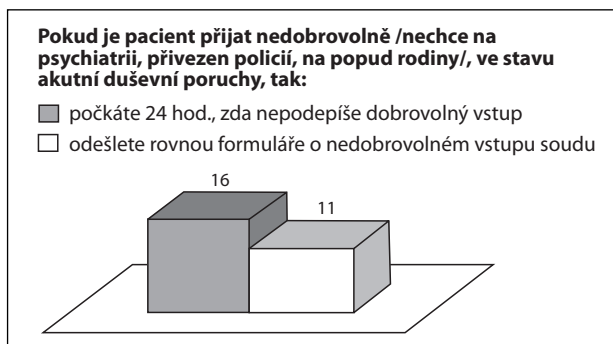 Pokud je pacient přijat nedobrovolně /nechce na
psychiatrii, přivezen policií, na popud rodiny/, ve stavu
akutní duševní poruchy, tak:
počkáte 24 hod., zda nepodepíše dobrovolný vstup
odešlete rovnou formuláře o nedobrovolném vstupu soudu
16
11